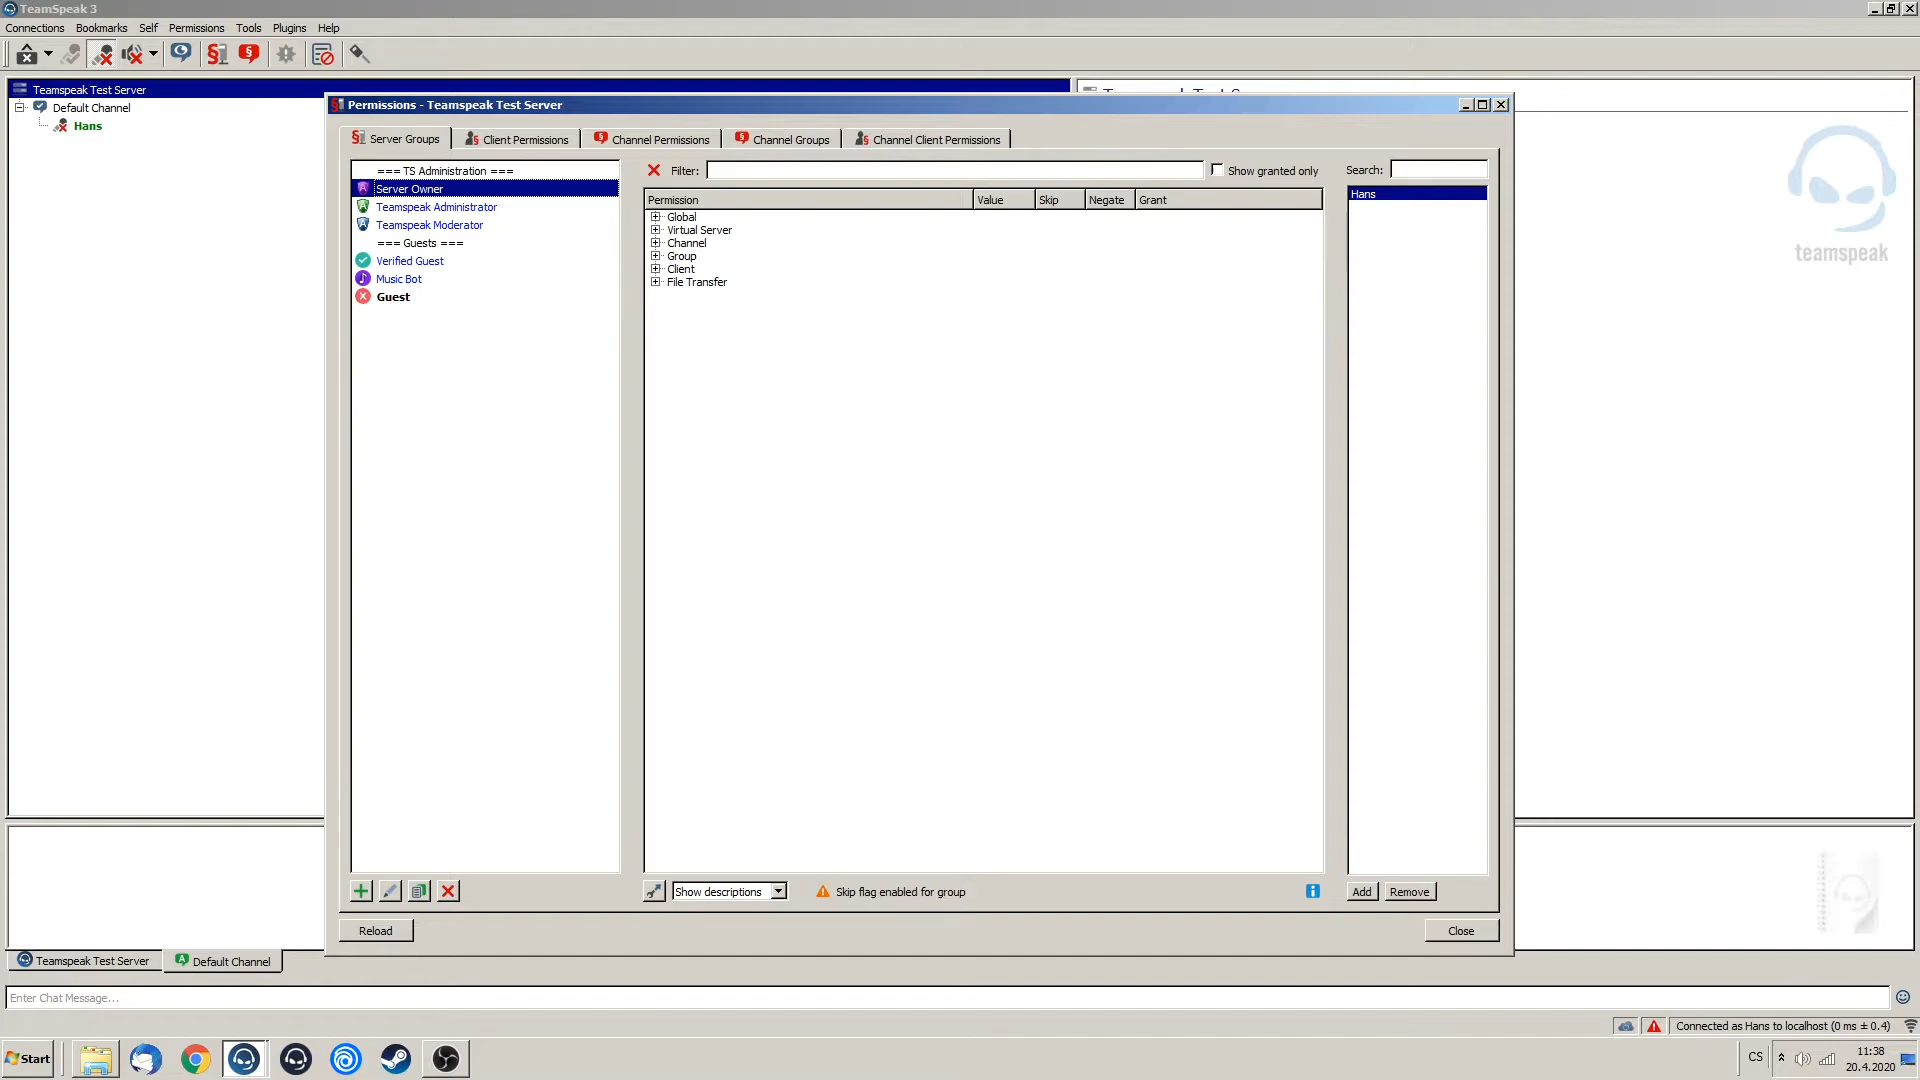 TeamSpeak 3
Connections Bookmarks Self Permissions Tools Plugins Help
Teamspeak Test Server
Default Channel
Hans
Permissions - Teamspeak Test Server
Server Groups Client Permissions Channel Permissions Channel Groups Channel Client Permissions
=== TS Administration ===
Server Owner
Teamspeak Administrator
Teamspeak Moderator
=== Guests ===
Verified Guest
Music Bot
Guest
Filter: Show granted only
Permission Value Skip Negate Grant
Global
Virtual Server
Channel
Group
Client
File Transfer
Search:
Hans
teamspeak
Show descriptions Skip flag enabled for group
Add Remove
Reload Close
Teamspeak Test Server Default Channel
Enter Chat Message...
Connected as Hans to localhost (0 ms ± 0.4)
Start
CS
11:38
20.4.2020